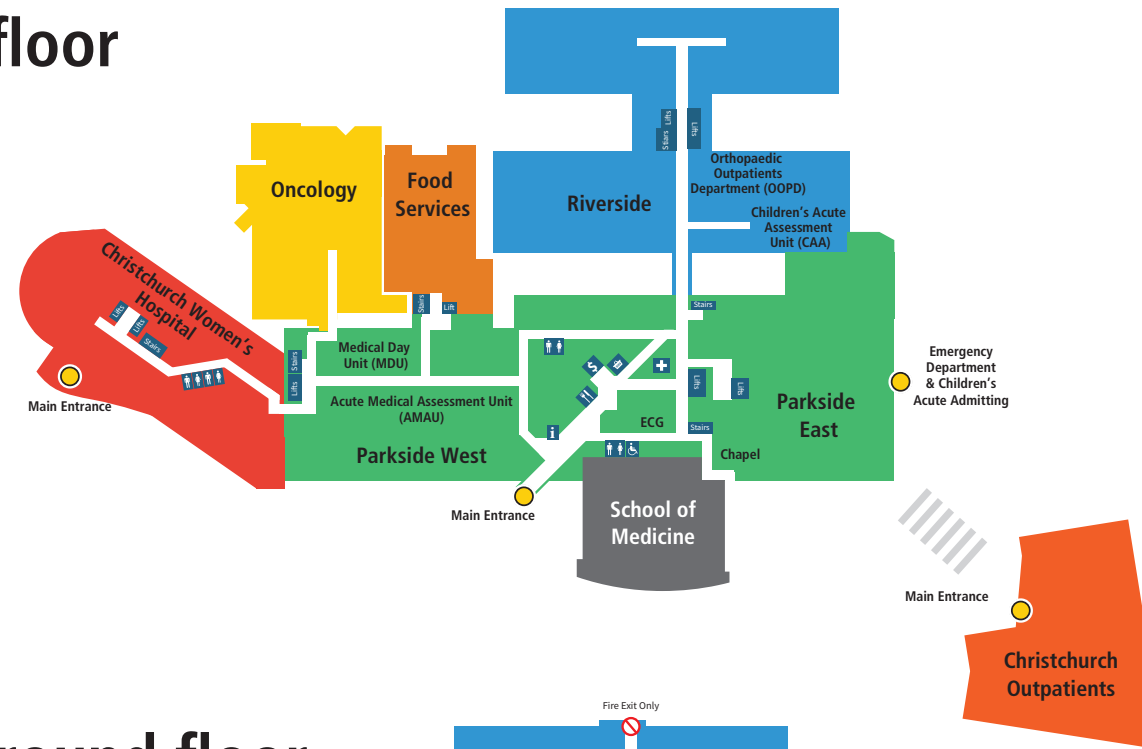 floor
Oncology
Food
Services
Riverside
Lifts
Stairs
Lifts
Orthopaedic
Outpatients
Department (OOPD)
Children's Acute
Assessment
Unit (CAA)
Christchurch Women's
Hospital
Lifts
Lifts
Stairs
Main Entrance
Stairs
Lift
Stairs
Lifts
Medical Day
Unit (MDU)
Acute Medical Assessment Unit
(AMAU)
Parkside West
Stairs
$
i
Lifts
Lifts
ECG
Stairs
Chapel
Parkside
East
Emergency
Department
& Children's
Acute Admitting
Main Entrance
School of
Medicine
Main Entrance
Christchurch
Outpatients
Fire Exit Only
round floor